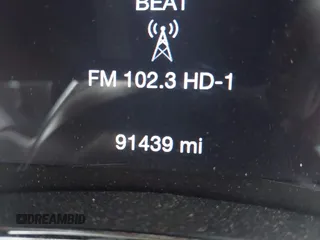 BEAT
FM 102.3 HD-1
91439 mi
DREAMBID